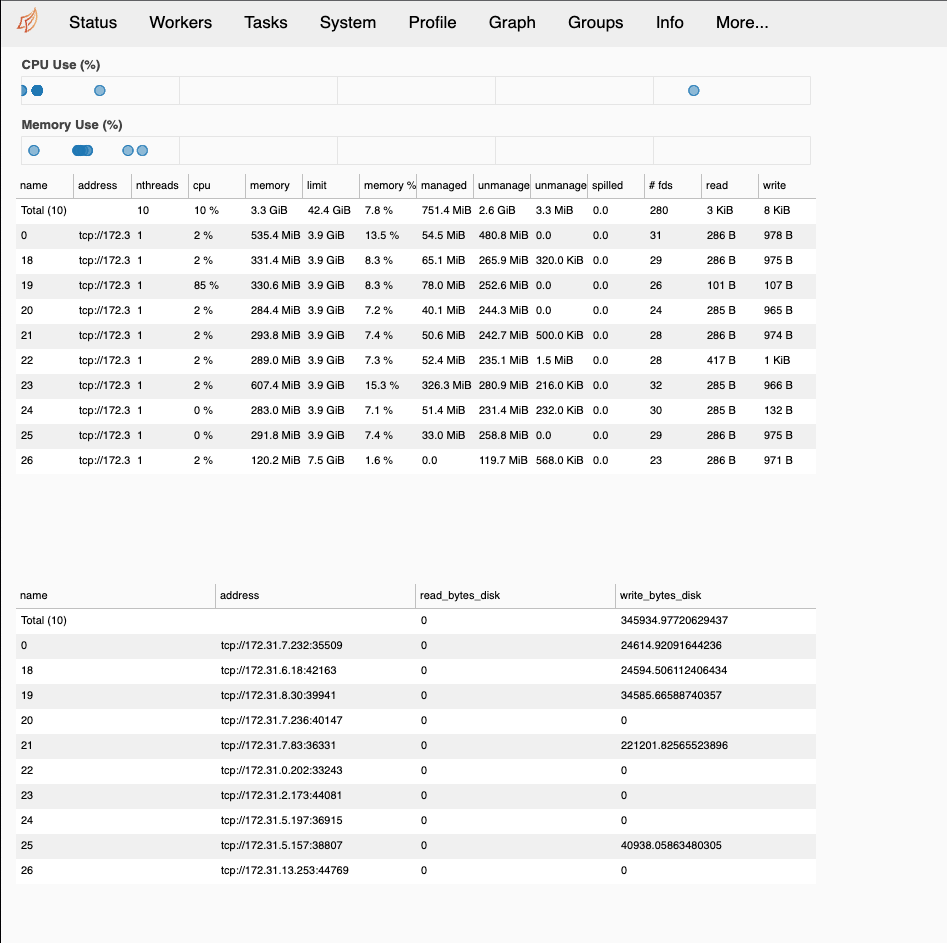 Status Workers Tasks System Profile Graph Groups Info More...
CPU Use (%)
Memory Use (%)
name address nthreads cpu memory limit memory % managed unmanage unmanage spilled # fds read write
Total (10) 10 10 % 3.3 GiB 42.4 GiB 7.8 % 751.4 MiB 2.6 GiB 3.3 MiB 0.0 280 3 KiB 8 KiB
0 tcp://172.3 1 2 % 535.4 MiB 3.9 GiB 13.5 % 54.5 MiB 480.8 MiB 0.0 0.0 31 286 B 978 B
18 tcp://172.3 1 2 % 331.4 MiB 3.9 GiB 8.3 % 65.1 MiB 265.9 MiB 320.0 KiB 0.0 29 286 B 975 B
19 tcp://172.3 1 85 % 330.6 MiB 3.9 GiB 8.3 % 78.0 MiB 252.6 MiB 0.0 0.0 26 101 B 107 B
20 tcp://172.3 1 2 % 284.4 MiB 3.9 GiB 7.2 % 40.1 MiB 244.3 MiB 0.0 0.0 24 285 B 965 B
21 tcp://172.3 1 2 % 293.8 MiB 3.9 GiB 7.4 % 50.6 MiB 242.7 MiB 500.0 KiB 0.0 28 286 B 974 B
22 tcp://172.3 1 2 % 289.0 MiB 3.9 GiB 7.3 % 52.4 MiB 235.1 MiB 1.5 MiB 0.0 28 417 B 1 KiB
23 tcp://172.3 1 2 % 607.4 MiB 3.9 GiB 15.3 % 326.3 MiB 280.9 MiB 216.0 KiB 0.0 32 285 B 966 B
24 tcp://172.3 1 0 % 283.0 MiB 3.9 GiB 7.1 % 51.4 MiB 231.4 MiB 232.0 KiB 0.0 30 285 B 132 B
25 tcp://172.3 1 0 % 291.8 MiB 3.9 GiB 7.4 % 33.0 MiB 258.8 MiB 0.0 0.0 29 286 B 975 B
26 tcp://172.3 1 2 % 120.2 MiB 7.5 GiB 1.6 % 0.0 119.7 MiB 568.0 KiB 0.0 23 286 B 971 B
name address read_bytes_disk write_bytes_disk
Total (10) 0 345934.97720629437
0 tcp://172.31.7.232:35509 0 24614.92091644236
18 tcp://172.31.6.18:42163 0 24594.506112406434
19 tcp://172.31.8.30:39941 0 34585.66588740357
20 tcp://172.31.7.236:40147 0 0
21 tcp://172.31.7.83:36331 0 221201.82565523896
22 tcp://172.31.0.202:33243 0 0
23 tcp://172.31.2.173:44081 0 0
24 tcp://172.31.5.197:36915 0 0
25 tcp://172.31.5.157:38807 0 40938.05863480305
26 tcp://172.31.13.253:44769 0 0